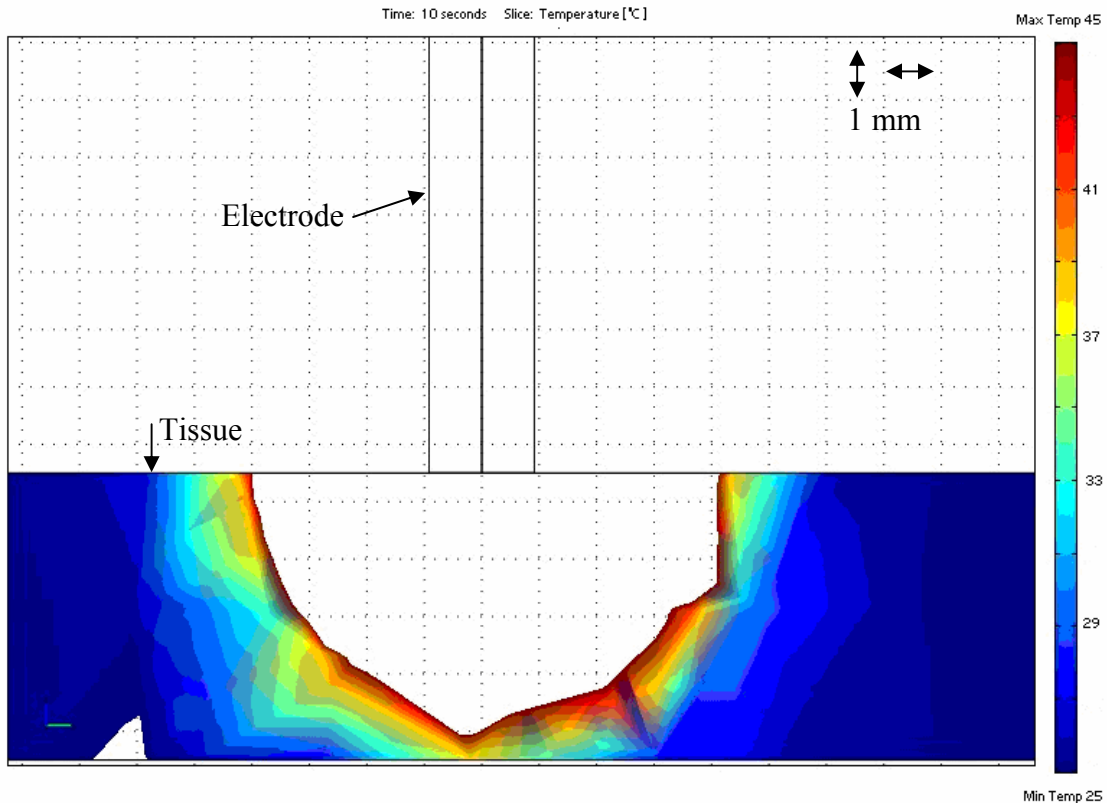 Time: 10 seconds Slice: Temperature [℃]
Max Temp 45
1 mm
41
Electrode
37
Tissue
33
29
Min Temp 25